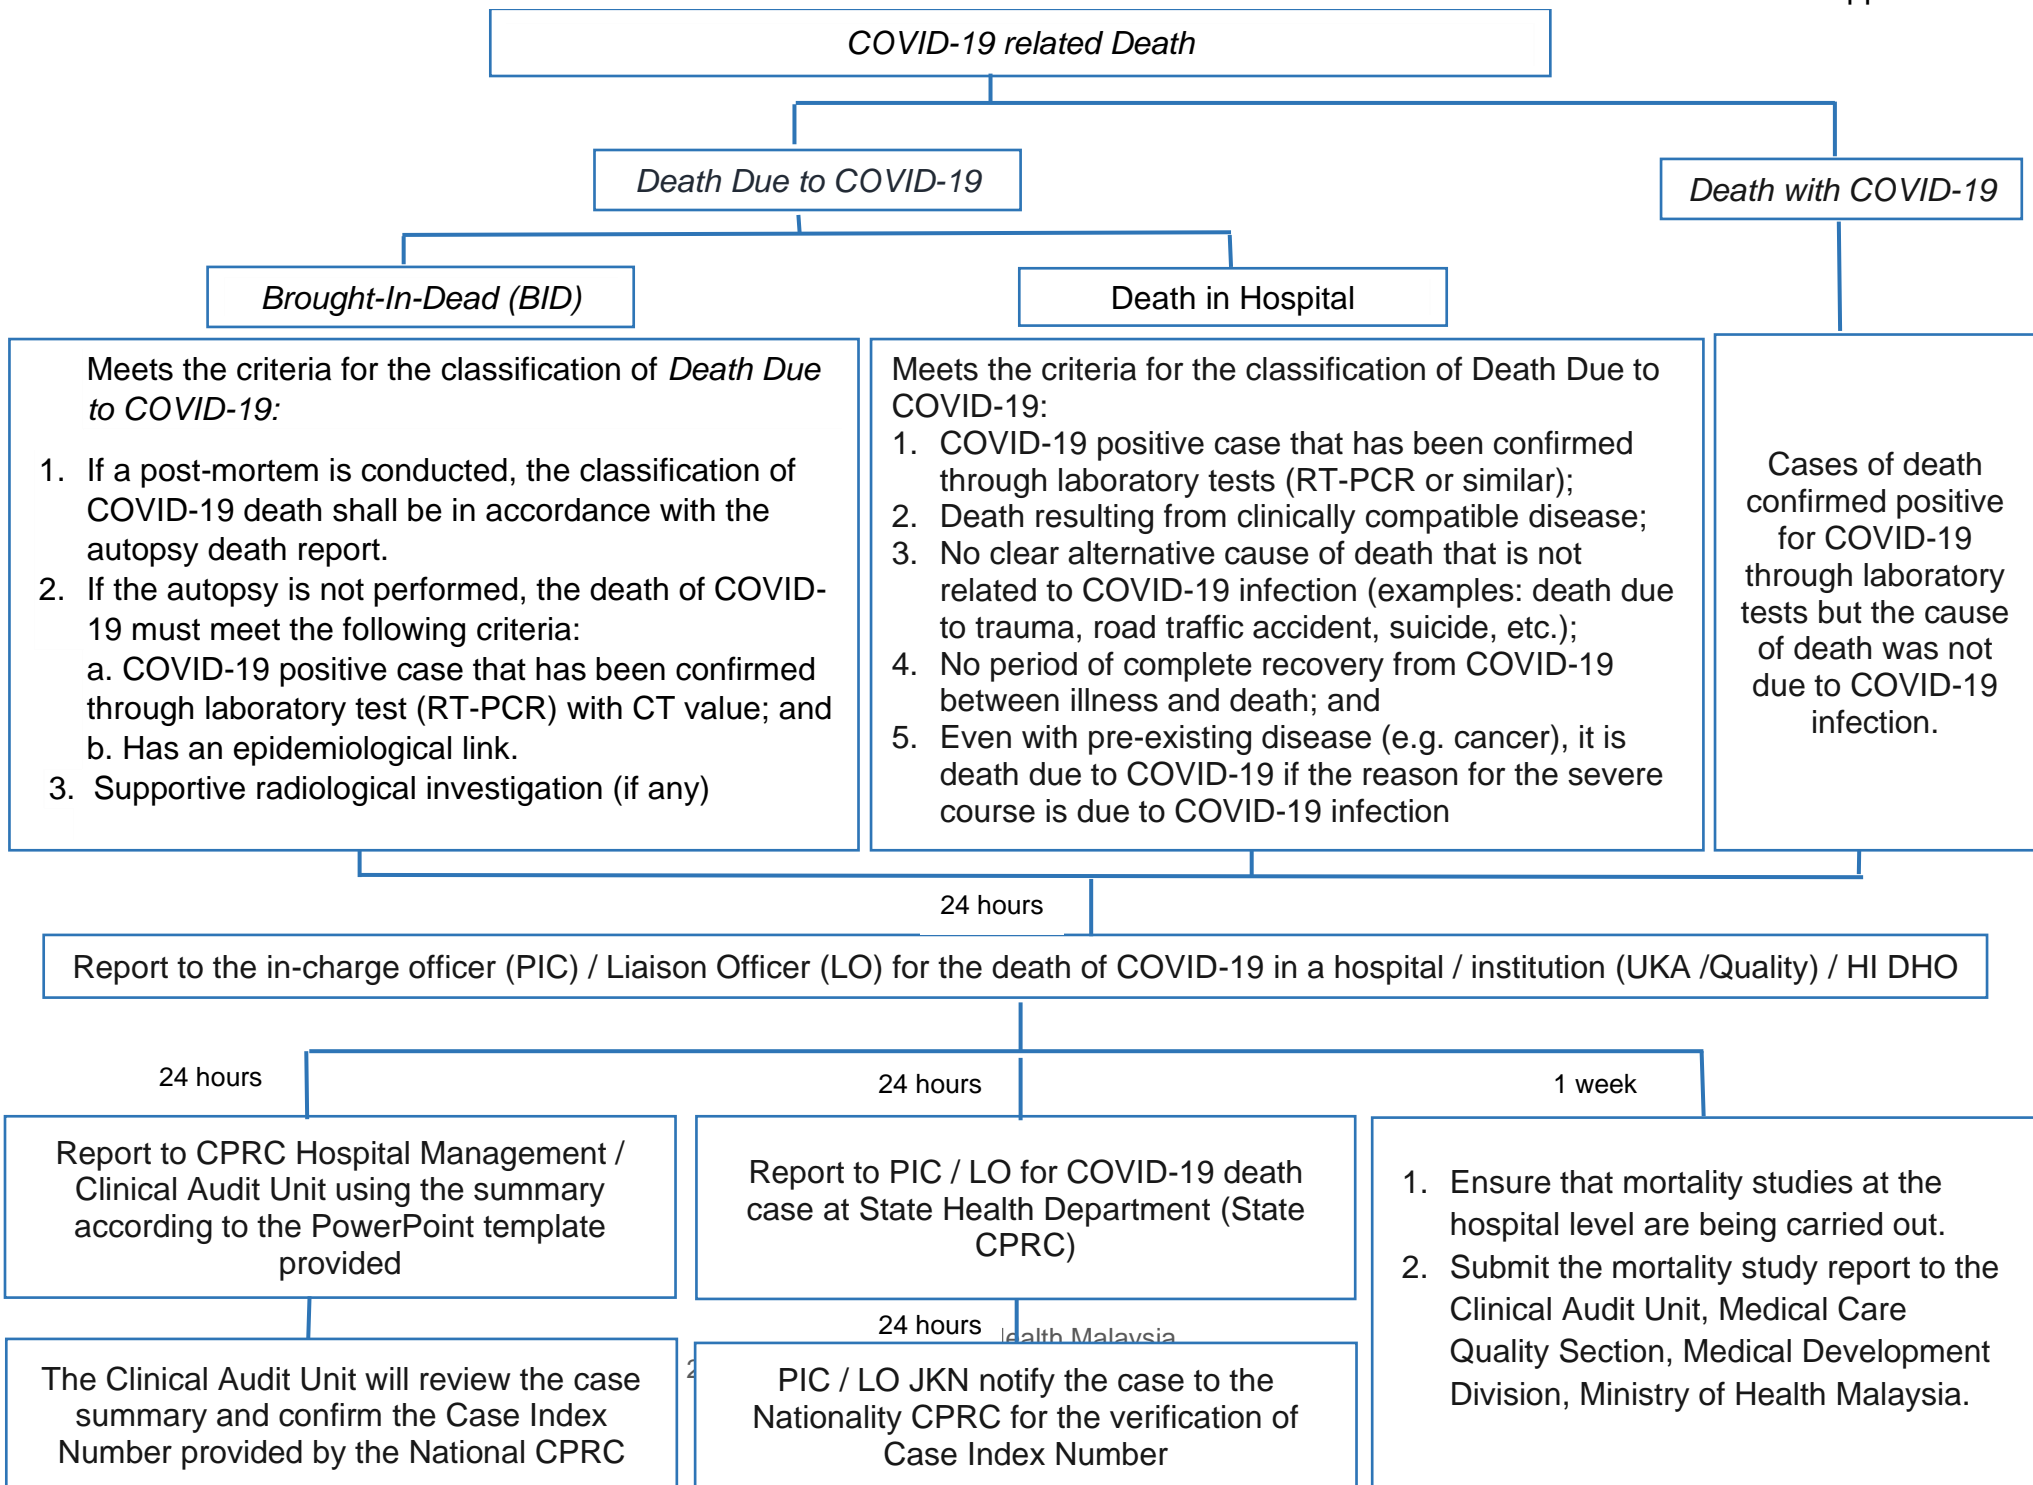 COVID-19 related Death
Death Due to COVID-19
Death with COVID-19
Brought-In-Dead (BID)
Death in Hospital
Meets the criteria for the classification of Death Due
to COVID-19:
1. If a post-mortem is conducted, the classification of
COVID-19 death shall be in accordance with the
autopsy death report.
2. If the autopsy is not performed, the death of COVID-
19 must meet the following criteria:
a. COVID-19 positive case that has been confirmed
through laboratory test (RT-PCR) with CT value; and
b. Has an epidemiological link.
3. Supportive radiological investigation (if any)
Meets the criteria for the classification of Death Due to
COVID-19:
1. COVID-19 positive case that has been confirmed
through laboratory tests (RT-PCR or similar);
2. Death resulting from clinically compatible disease;
3. No clear alternative cause of death that is not
related to COVID-19 infection (examples: death due
to trauma, road traffic accident, suicide, etc.);
4. No period of complete recovery from COVID-19
between illness and death; and
5. Even with pre-existing disease (e.g. cancer), it is
death due to COVID-19 if the reason for the severe
course is due to COVID-19 infection
Cases of death
confirmed positive
for COVID-19
through laboratory
tests but the cause
of death was not
due to COVID-19
infection.
24 hours
Report to the in-charge officer (PIC) / Liaison Officer (LO) for the death of COVID-19 in a hospital / institution (UKA /Quality) / HI DHO
24 hours
24 hours
1 week
Report to CPRC Hospital Management /
Clinical Audit Unit using the summary
according to the PowerPoint template
provided
Report to PIC / LO for COVID-19 death
case at State Health Department (State
CPRC)
1. Ensure that mortality studies at the
hospital level are being carried out.
2. Submit the mortality study report to the
Clinical Audit Unit, Medical Care
Quality Section, Medical Development
Division, Ministry of Health Malaysia.
24 hours
Malaysia
The Clinical Audit Unit will review the case
summary and confirm the Case Index
Number provided by the National CPRC
PIC / LO JKN notify the case to the
Nationality CPRC for the verification of
Case Index Number